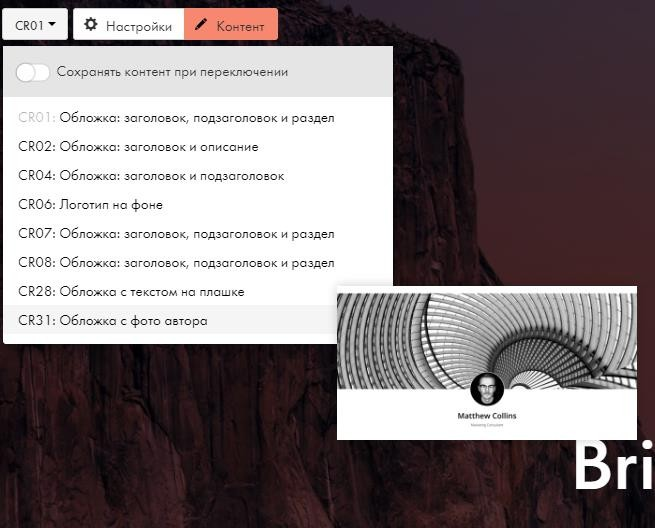 CR01 Настройки Контент
Сохранять контент при переключении
CR01: Обложка: заголовок, подзаголовок и раздел
CR02: Обложка: заголовок и описание
CR04: Обложка: заголовок и подзаголовок
CR06: Логотип на фоне
CR07: Обложка: заголовок, подзаголовок и раздел
CR08: Обложка: заголовок, подзаголовок и раздел
CR28: Обложка с текстом на плашке
CR31: Обложка с фото автора
Matthew Collins
Marketing Consultant
Bri